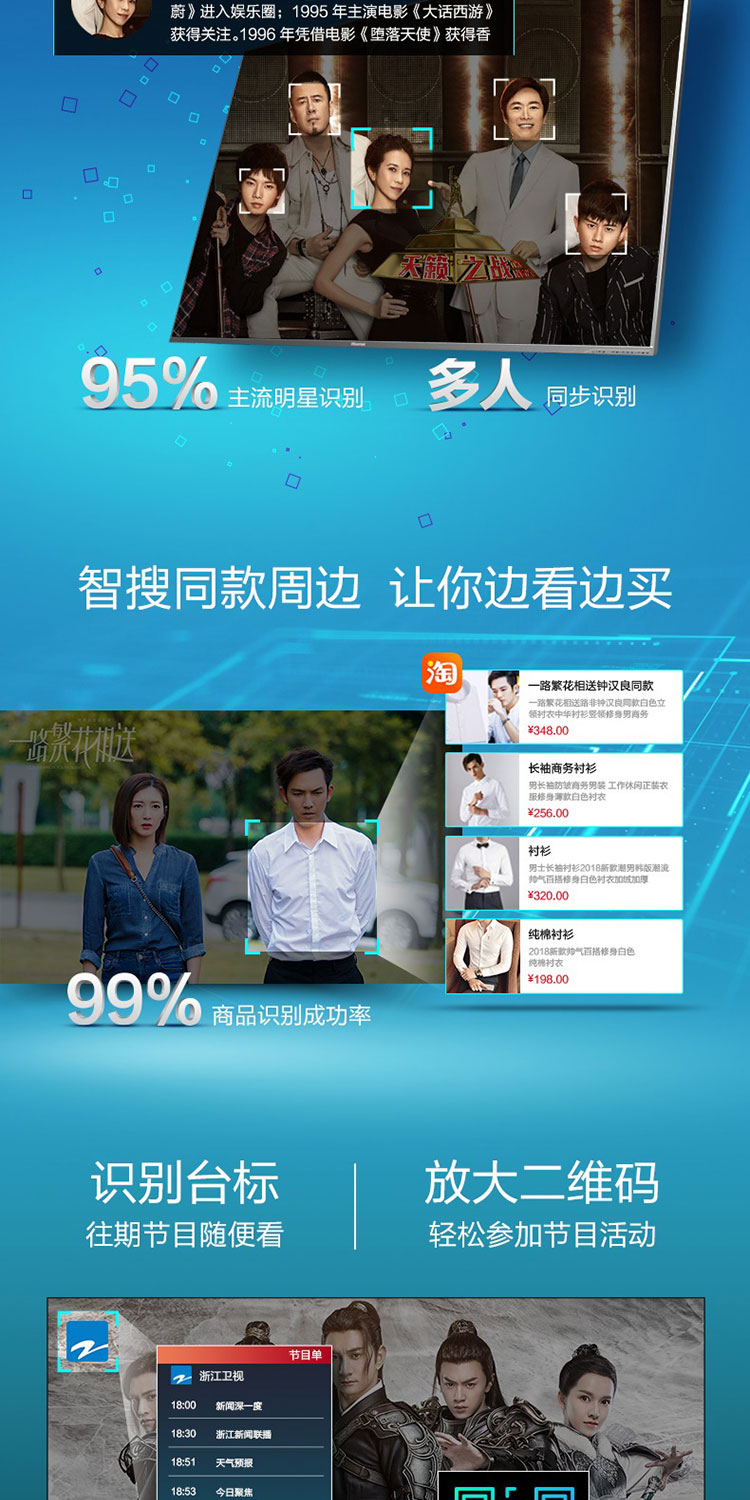 蔚》进入娱乐圈；1995 年主演电影《大话西游》
获得关注。1996 年凭借电影《堕落天使》获得香
天籁之战
Hisense
95% 主流明星识别
多人 同步识别
智搜同款周边 让你边看边买
淘
一路繁花相送
一路繁花相送钟汉良同款
一路繁花相送路非钟汉良同款白色立
领衬衣中华衬衫竖领修身男商务
¥348.00
长袖商务衬衫
男长袖防皱商务男装 工作休闲正装衣
服修身薄款白色衬衣
¥256.00
衬衫
男士长袖衬衫2018新款潮男韩版潮流
帅气百搭修身白色衬衣加绒加厚
¥320.00
纯棉衬衫
2018新款帅气百搭修身白色
纯棉衬衣
¥198.00
99% 商品识别成功率
识别台标
往期节目随便看
放大二维码
轻松参加节目活动
节目单
浙江卫视
18:00 新闻深一度
18:30 浙江新闻联播
18:51 天气预报
18:53 今日聚焦